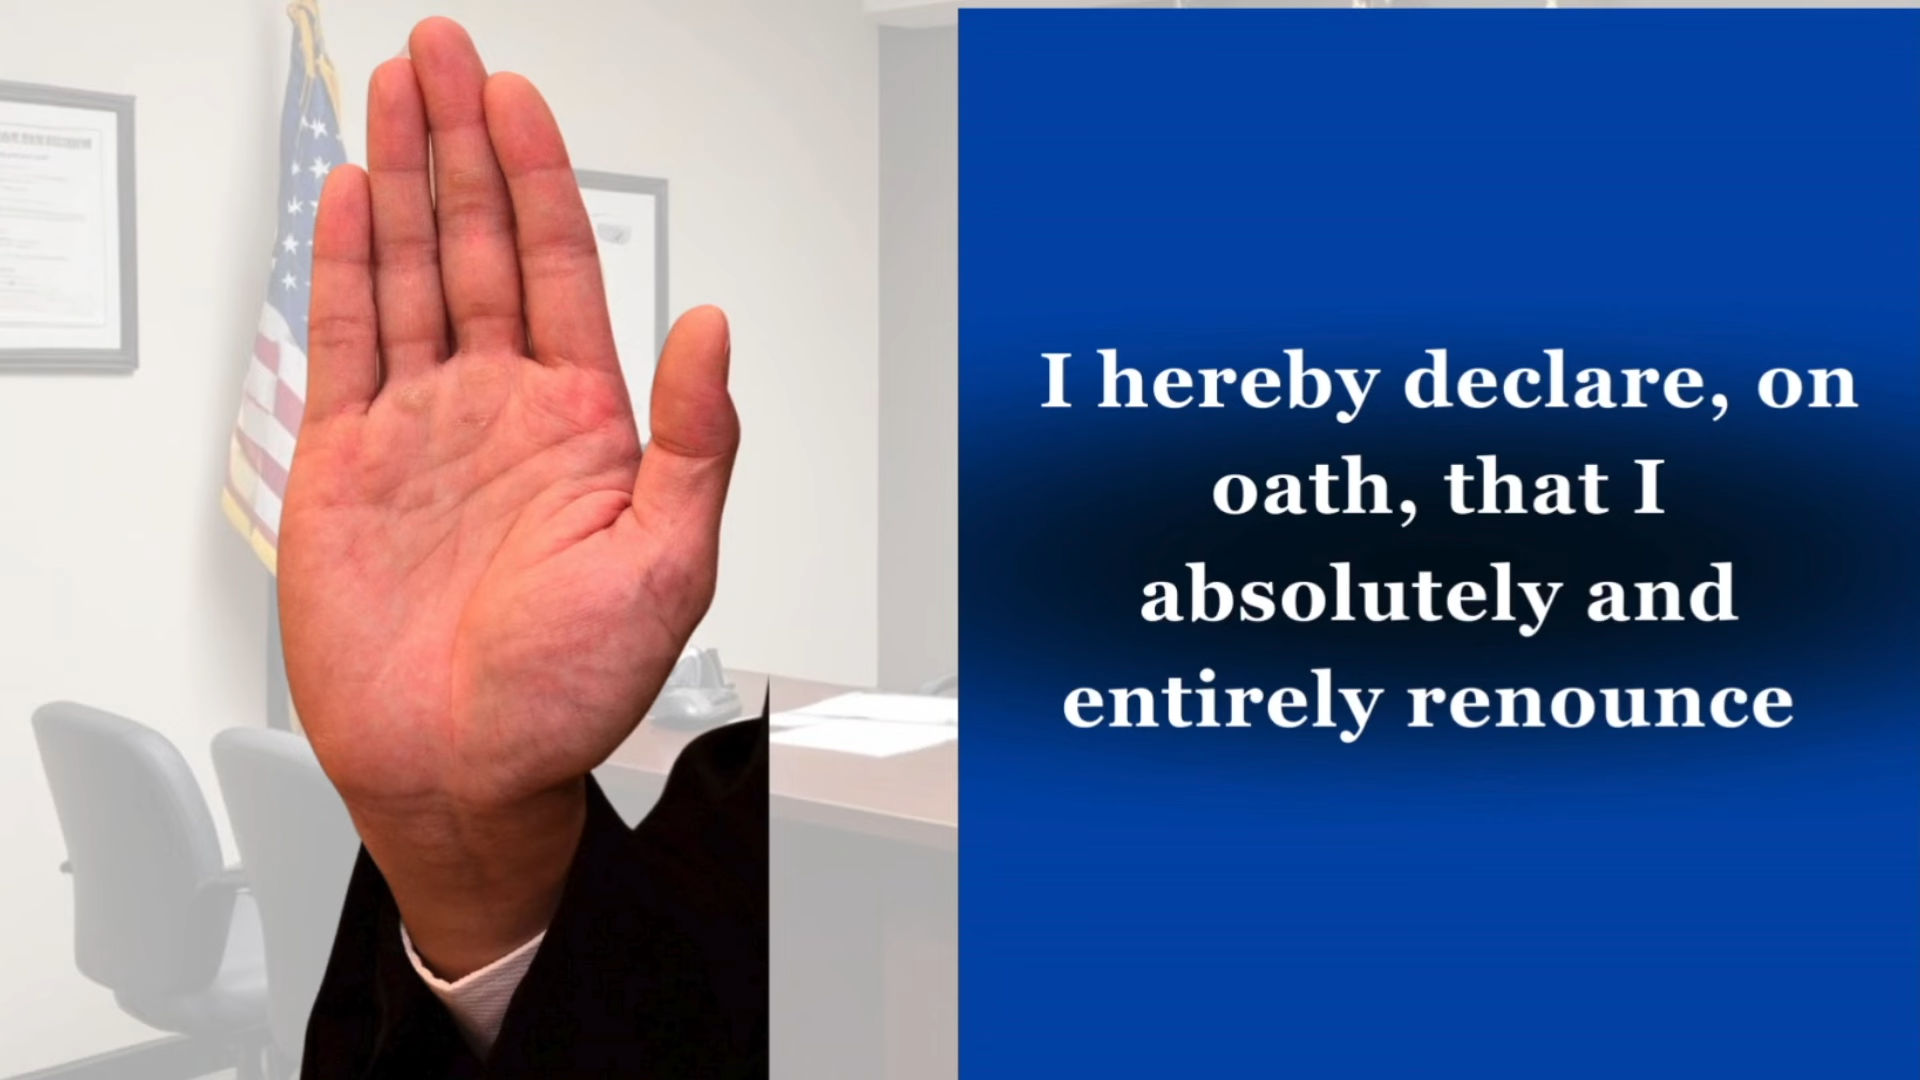 I hereby declare, on
oath, that I
absolutely and
entirely renounce